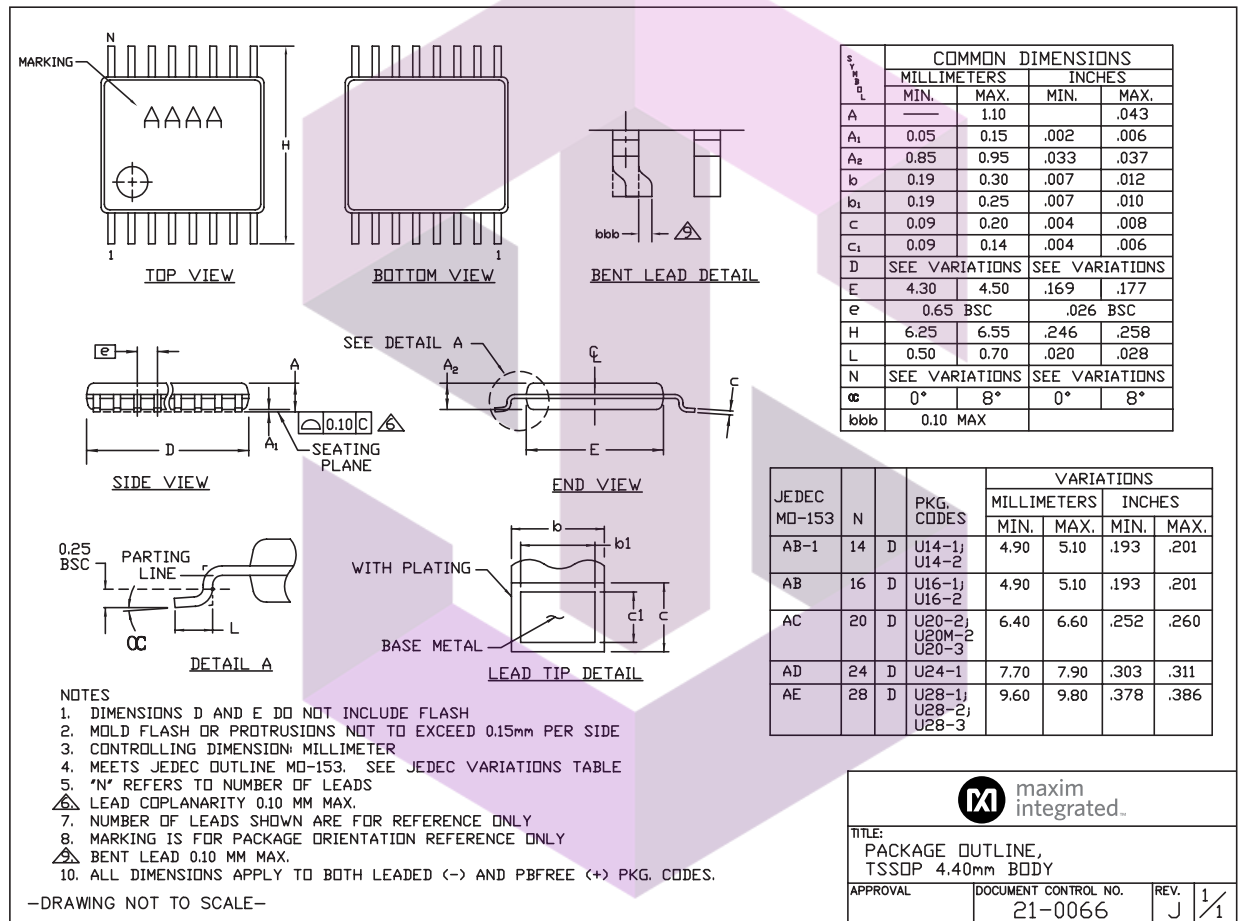 N
MARKING
AAAA
H
1
TOP VIEW
1
BOTTOM VIEW
bbb
9
BENT LEAD DETAIL
SYMBOL
COMMON DIMENSIONS
MILLIMETERS INCHES
MIN. MAX. MIN. MAX.
A — 1.10 .043
A1 0.05 0.15 .002 .006
A2 0.85 0.95 .033 .037
b 0.19 0.30 .007 .012
b1 0.19 0.25 .007 .010
c 0.09 0.20 .004 .008
c1 0.09 0.14 .004 .006
D SEE VARIATIONS SEE VARIATIONS
E 4.30 4.50 .169 .177
e 0.65 BSC .026 BSC
H 6.25 6.55 .246 .258
L 0.50 0.70 .020 .028
N SEE VARIATIONS SEE VARIATIONS
α 0° 8° 0° 8°
bbb 0.10 MAX
e
A
D
A1
0.10 C
6
SEATING
PLANE
SIDE VIEW
SEE DETAIL A
A2
℄
c
E
END VIEW
0.25
BSC
PARTING
LINE
α
L
DETAIL A
b
b1
WITH PLATING
c1
c
BASE METAL
LEAD TIP DETAIL
VARIATIONS
JEDEC
MO-153
N
PKG.
CODES
MILLIMETERS INCHES
MIN. MAX. MIN. MAX.
AB-1 14 D U14-1; 4.90 5.10 .193 .201
U14-2
AB 16 D U16-1; 4.90 5.10 .193 .201
U16-2
AC 20 D U20-2; 6.40 6.60 .252 .260
U20M-2
U20-3
AD 24 D U24-1 7.70 7.90 .303 .311
AE 28 D U28-1; 9.60 9.80 .378 .386
U28-2;
U28-3
NOTES
1. DIMENSIONS D AND E DO NOT INCLUDE FLASH
2. MOLD FLASH OR PROTRUSIONS NOT TO EXCEED 0.15mm PER SIDE
3. CONTROLLING DIMENSION: MILLIMETER
4. MEETS JEDEC OUTLINE MO-153. SEE JEDEC VARIATIONS TABLE
5. "N" REFERS TO NUMBER OF LEADS
6. LEAD COPLANARITY 0.10 MM MAX.
7. NUMBER OF LEADS SHOWN ARE FOR REFERENCE ONLY
8. MARKING IS FOR PACKAGE ORIENTATION REFERENCE ONLY
9. BENT LEAD 0.10 MM MAX.
10. ALL DIMENSIONS APPLY TO BOTH LEADED (-) AND PBFREE (+) PKG. CODES.
-DRAWING NOT TO SCALE-
maxim
integrated™
TITLE:
PACKAGE OUTLINE,
TSSOP 4.40mm BODY
APPROVAL
DOCUMENT CONTROL NO.
21-0066
REV.
J
1/1